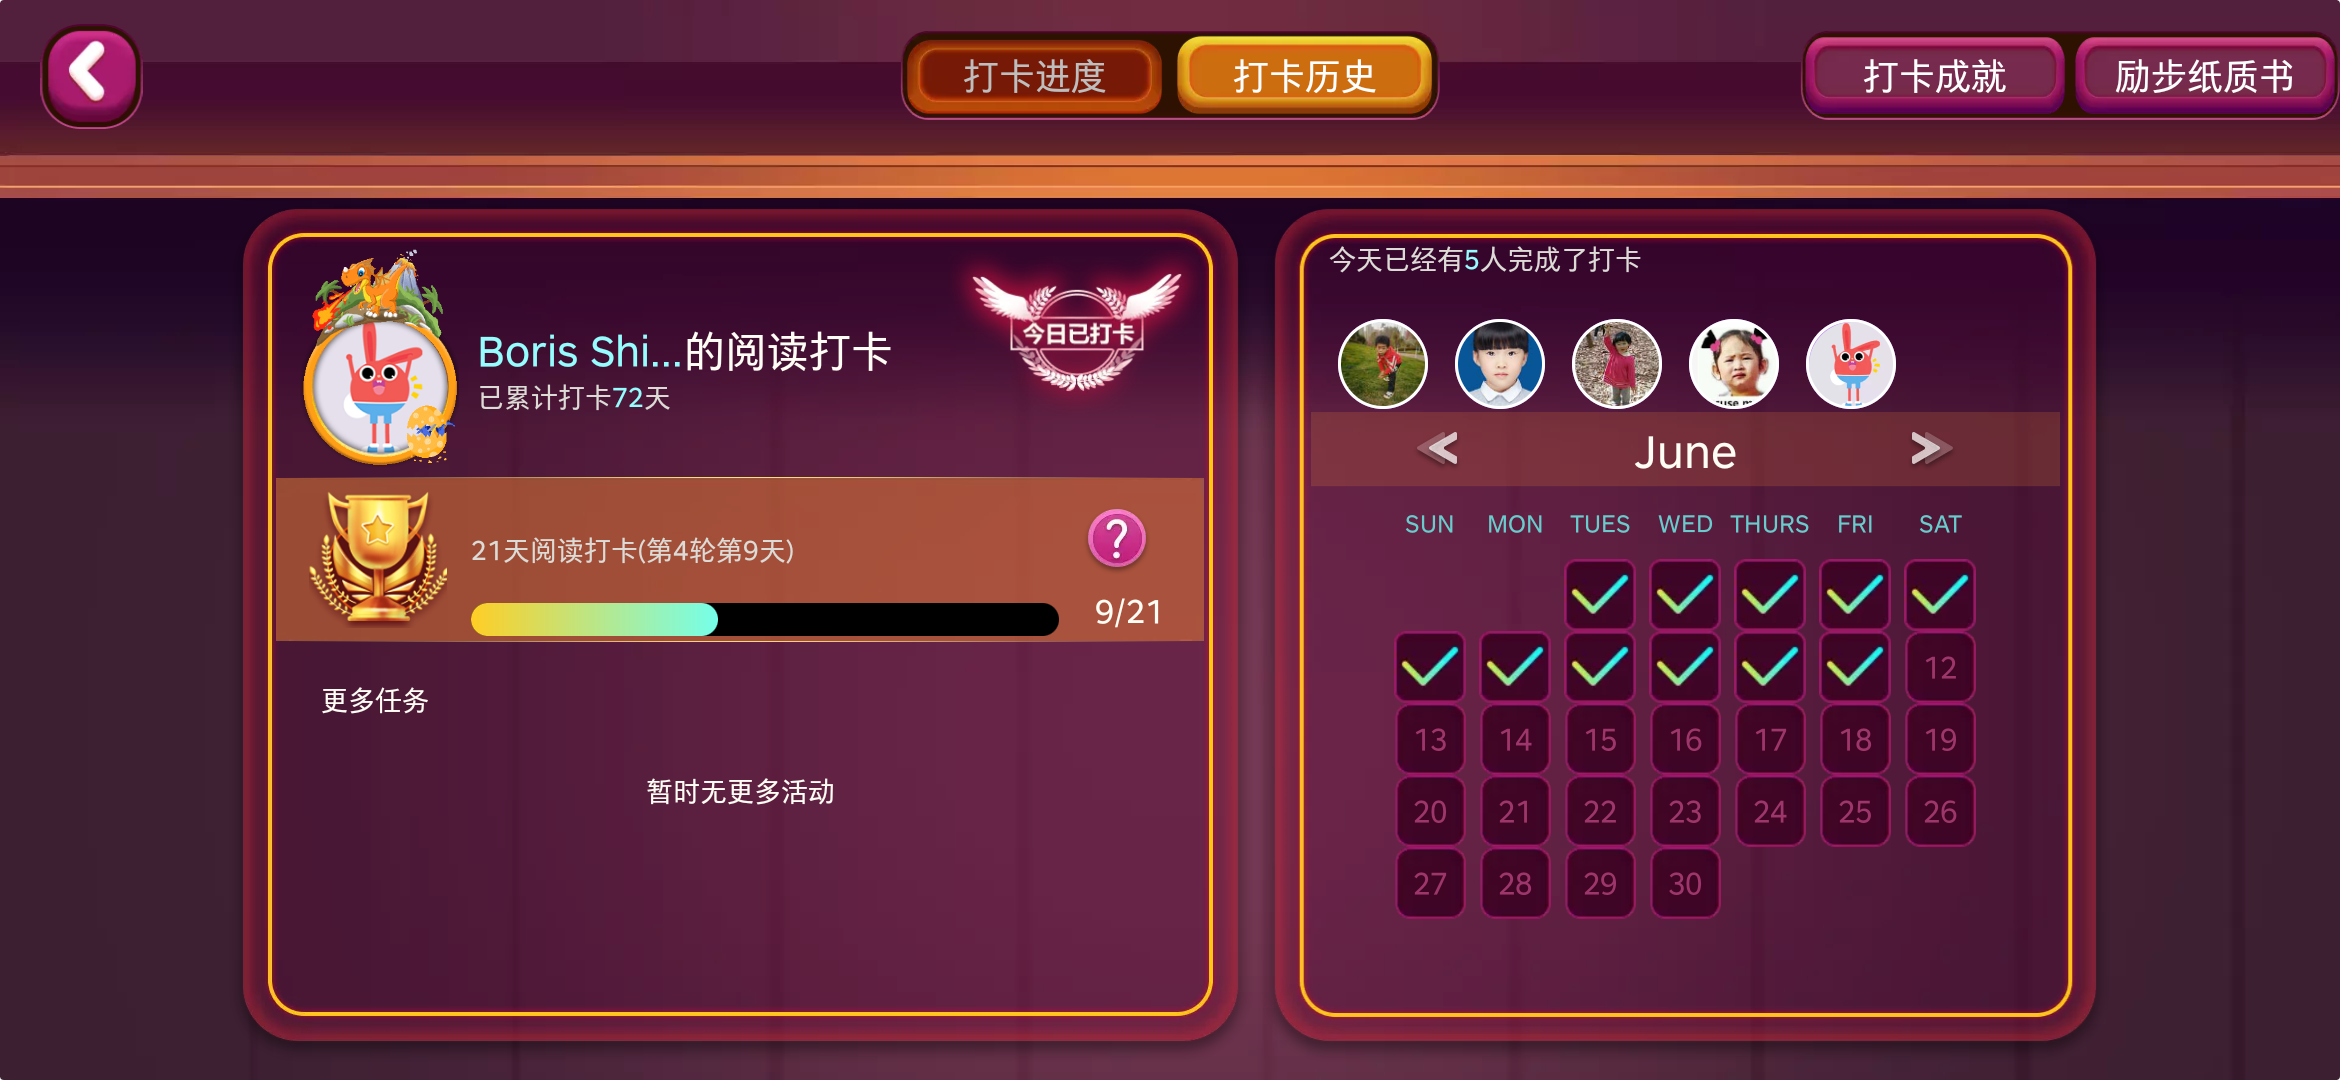 打卡进度
打卡历史
打卡成就
励步纸质书
Boris Shi...的阅读打卡
已累计打卡72天
今日已打卡
21天阅读打卡(第4轮第9天)
?
9/21
更多任务
暂时无更多活动
今天已经有5人完成了打卡
June
SUN MON TUES WED THURS FRI SAT
12
13 14 15 16 17 18 19
20 21 22 23 24 25 26
27 28 29 30